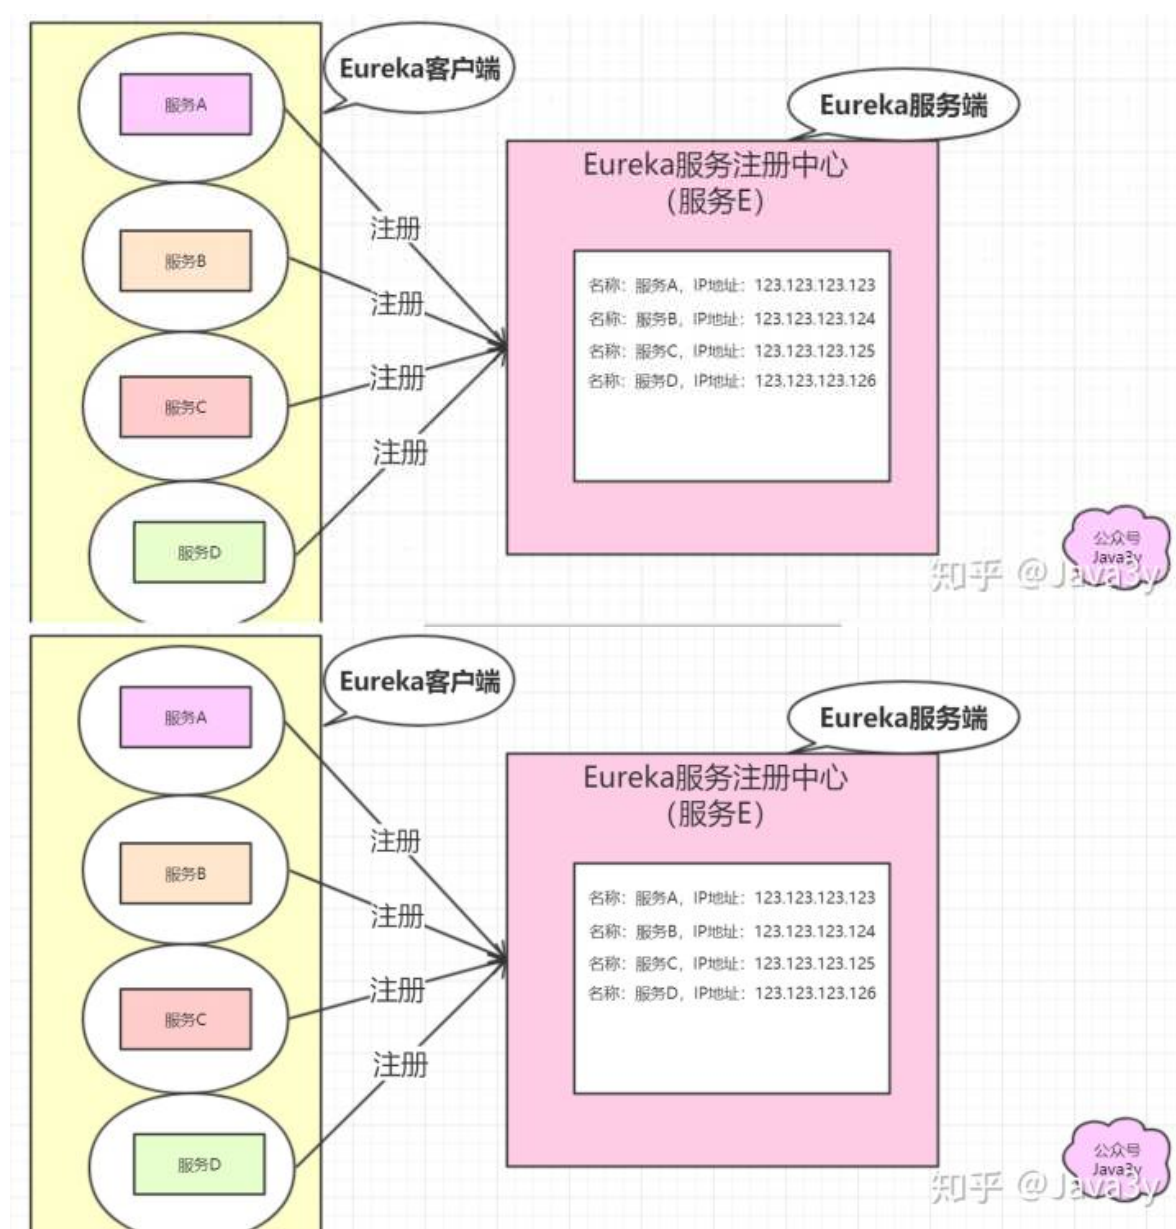 Eureka客户端
服务A
Eureka服务端
Eureka服务注册中心
（服务E）
注册
服务B
名称：服务A，IP地址：123.123.123.123
注册
名称：服务B，IP地址：123.123.123.124
名称：服务C，IP地址：123.123.123.125
注册
名称：服务D，IP地址：123.123.123.126
服务C
注册
服务D
公众号
Java3y
知乎 @Java3y
Eureka客户端
服务A
Eureka服务端
Eureka服务注册中心
（服务E）
注册
服务B
名称：服务A，IP地址：123.123.123.123
注册
名称：服务B，IP地址：123.123.123.124
名称：服务C，IP地址：123.123.123.125
注册
名称：服务D，IP地址：123.123.123.126
服务C
注册
服务D
公众号
Java3y
知乎 @Java3y